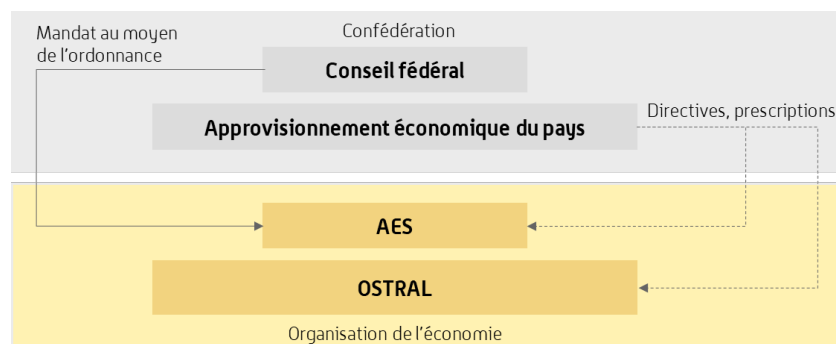 Mandat au moyen
de l'ordonnance
Confédération
Conseil fédéral
Approvisionnement économique du pays
Directives, prescriptions
AES
OSTRAL
Organisation de l'économie